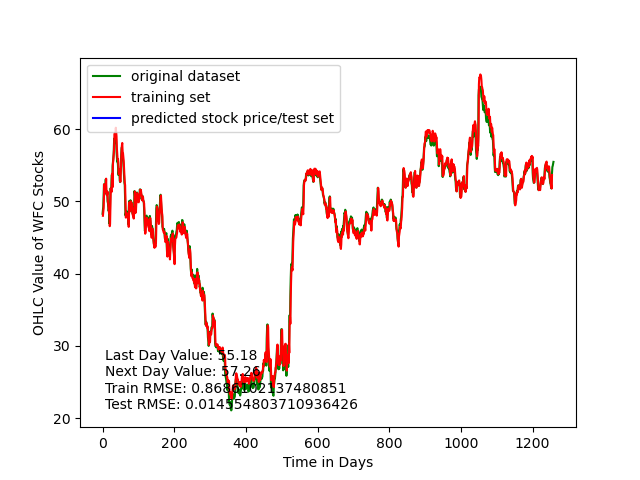 original dataset
training set
predicted stock price/test set
OHLC Value of WFC Stocks
60
50
40
30
20
Last Day Value: 55.18
Next Day Value: 57.26
Train RMSE:
Test RMSE: 0.014554803710936426
0 200 400 600 800 1000 1200
Time in Days